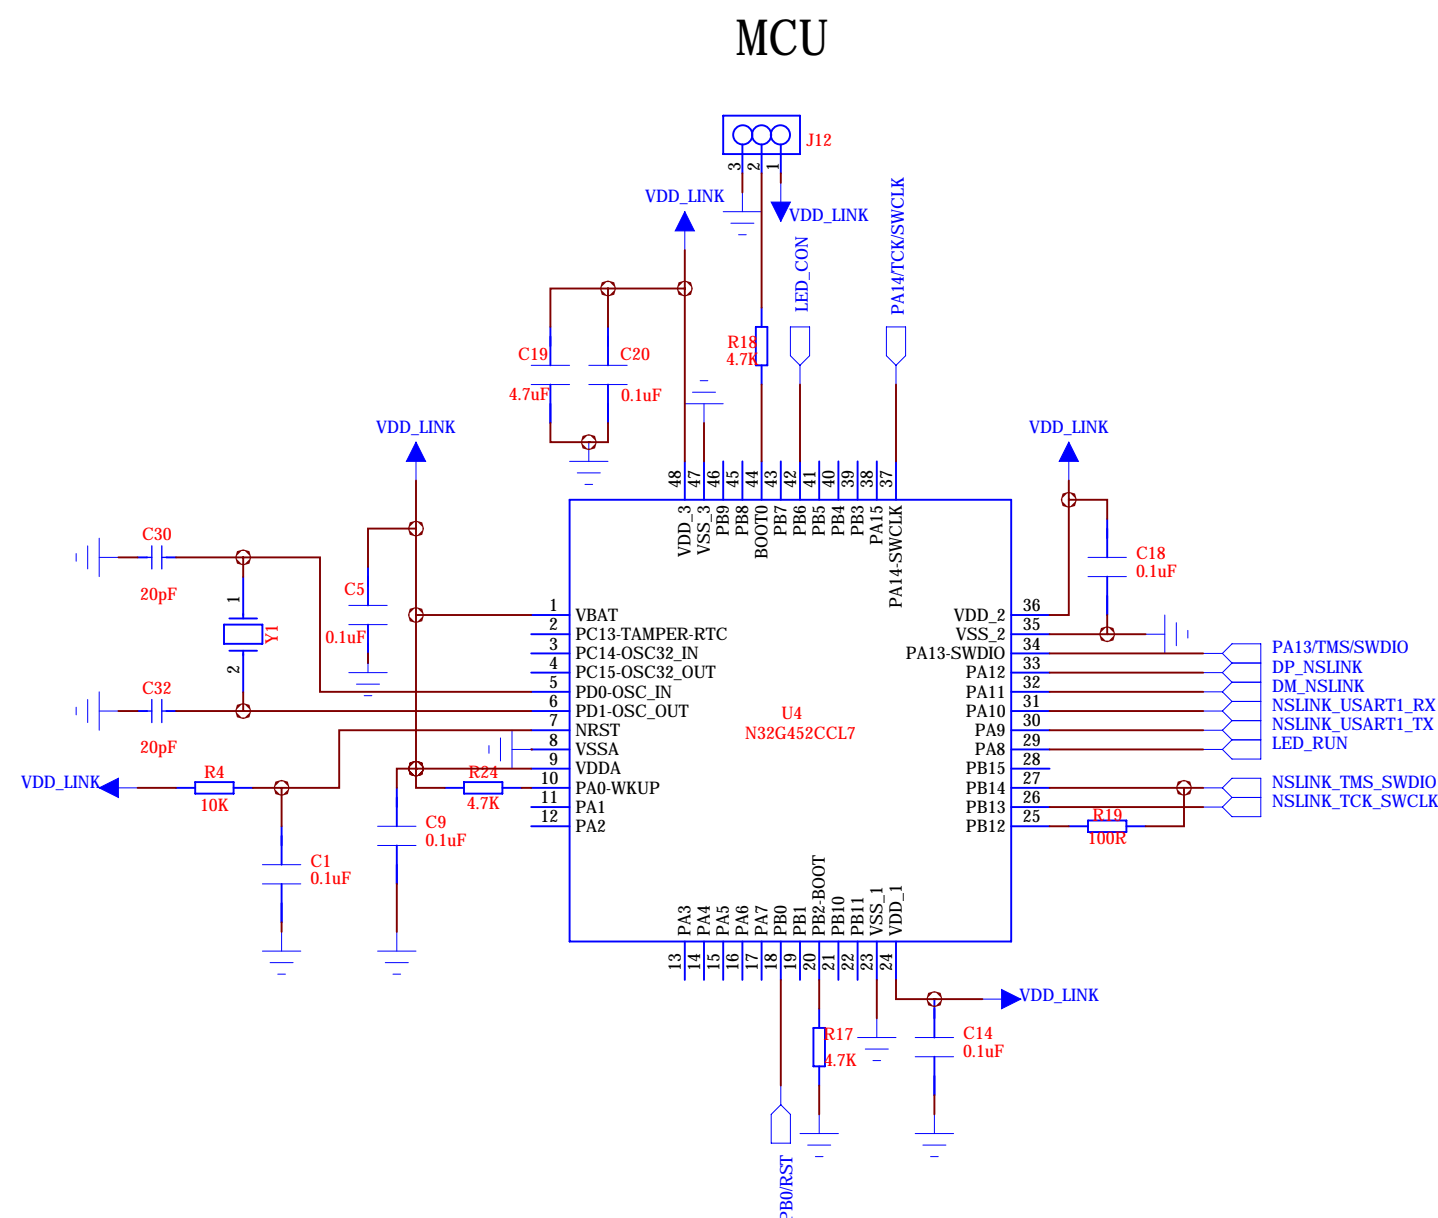 MCU
J12
3
2
1
VDD_LINK
VDD_LINK
LED_CON
PA14/TCK/SWCLK
R18
4.7K
C19
4.7uF
C20
0.1uF
VDD_LINK
VDD_LINK
48
47
46
45
44
43
42
41
40
39
38
37
VDD_3
VSS_3
PB9
PB8
BOOT0
PB7
PB6
PB5
PB4
PB3
PA15
PA14-SWCLK
C30
20pF
C5
0.1uF
C18
0.1uF
1
Y1
2
C32
20pF
1 VBAT
2 PC13-TAMPER-RTC
3 PC14-OSC32_IN
4 PC15-OSC32_OUT
5 PD0-OSC_IN
6 PD1-OSC_OUT
7 NRST
8 VSSA
9 VDDA
10 PA0-WKUP
11 PA1
12 PA2
U4
N32G452CCL7
VDD_2 36
VSS_2 35
PA13-SWDIO 34 PA13/TMS/SWDIO
PA12 33 DP_NSLINK
PA11 32 DM_NSLINK
PA10 31 NSLINK_USART1_RX
PA9 30 NSLINK_USART1_TX
PA8 29 LED_RUN
PB15 28
PB14 27 NSLINK_TMS_SWDIO
PB13 26 NSLINK_TCK_SWCLK
PB12 25
R19
100R
VDD_LINK
R4
10K
R24
4.7K
C9
0.1uF
C1
0.1uF
PA3
PA4
PA5
PA6
PA7
PB0
PB1
PB2-BOOT
PB10
PB11
VSS_1
VDD_1
13
14
15
16
17
18
19
20
21
22
23
24
VDD_LINK
R17
4.7K
C14
0.1uF
PB0/RST